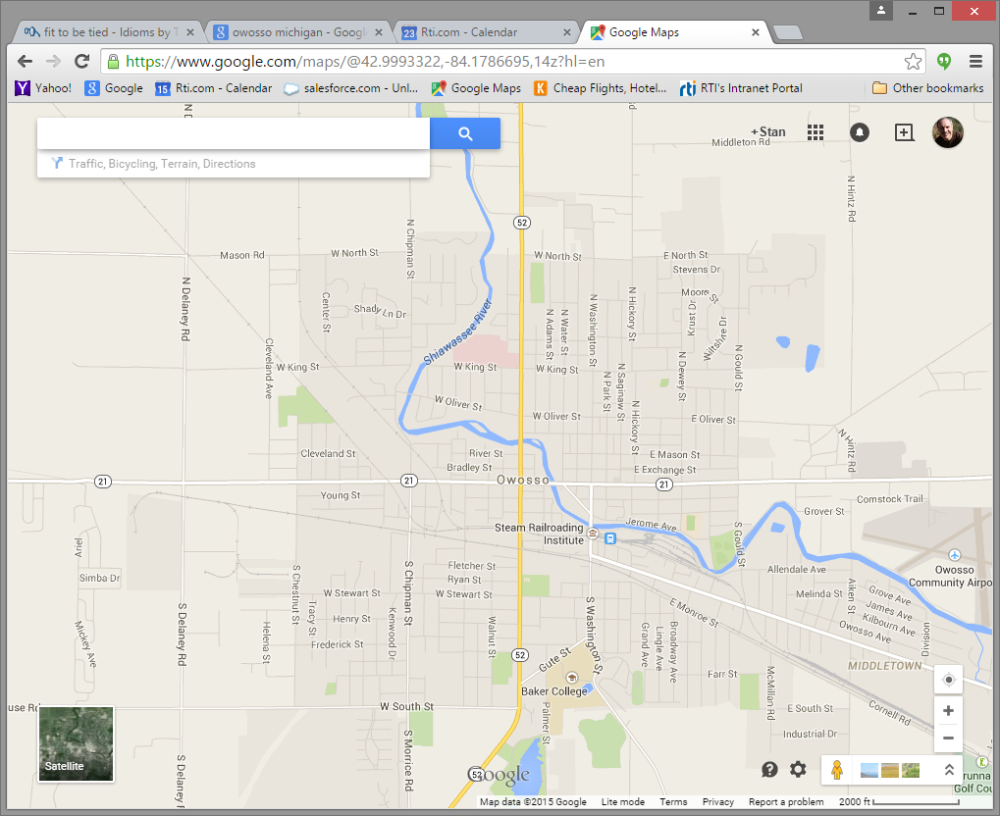 fit to be tied - Idioms by T
owosso michigan - Google
23 Rti.com - Calendar
Google Maps
https://www.google.com/maps/@42.9993322,-84.1786695,14z?hl=en
Yahoo!
Google
15 Rti.com - Calendar
salesforce.com - Unl...
Google Maps
Cheap Flights, Hotel...
rti RTI's Intranet Portal
Other bookmarks
+Stan
Traffic, Bicycling, Terrain, Directions
Middleton Rd
N Hintz Rd
52
N Chipman St
Mason Rd
W North St
W North St
E North St
Stevens Dr
N Delaney Rd
Center St
Shady Ln Dr
Shiawassee River
N Adams St
N Water St
N Washington St
N Hickory St
Moore St
Krust Dr
Wiltshire Dr
Cleveland Ave
W King St
W King St
W King St
N Park St
N Saginaw St
N Dewey St
N Gould St
W Oliver St
W Oliver St
N Hickory St
E Oliver St
N Hintz Rd
Cleveland St
River St
Bradley St
E Mason St
E Exchange St
21
21
Owosso
21
Young St
Comstock Trail
Grover St
Steam Railroading
Institute
Jerome Ave
S Gould St
Ariel
Simba Dr
Fletcher St
Ryan St
W Stewart St
W Stewart St
Allendale Ave
Owosso
Community Airpo
S Chestnut St
S Chipman St
Aiken St
Melinda St
Grove Ave
James Ave
Kilbourn Ave
Owosso Ave
S Delaney Rd
Tracy St
Henry St
Kenwood Dr
Frederick St
Helena St
Mickey Ave
Walnut St
S Washington St
E Monroe St
Grand Ave
Lingle Ave
Broadway Ave
Division
MIDDLETOWN
52
Gute St
Baker College
Farr St
McMillan Rd
Cornell Rd
use Rd
W South St
Palmer St
E South St
Industrial Dr
S Delaney Rd
S Morrice Rd
Satellite
52
Google
runna
Golf Cou
Map data ©2015 Google Lite mode Terms Privacy Report a problem 2000 ft